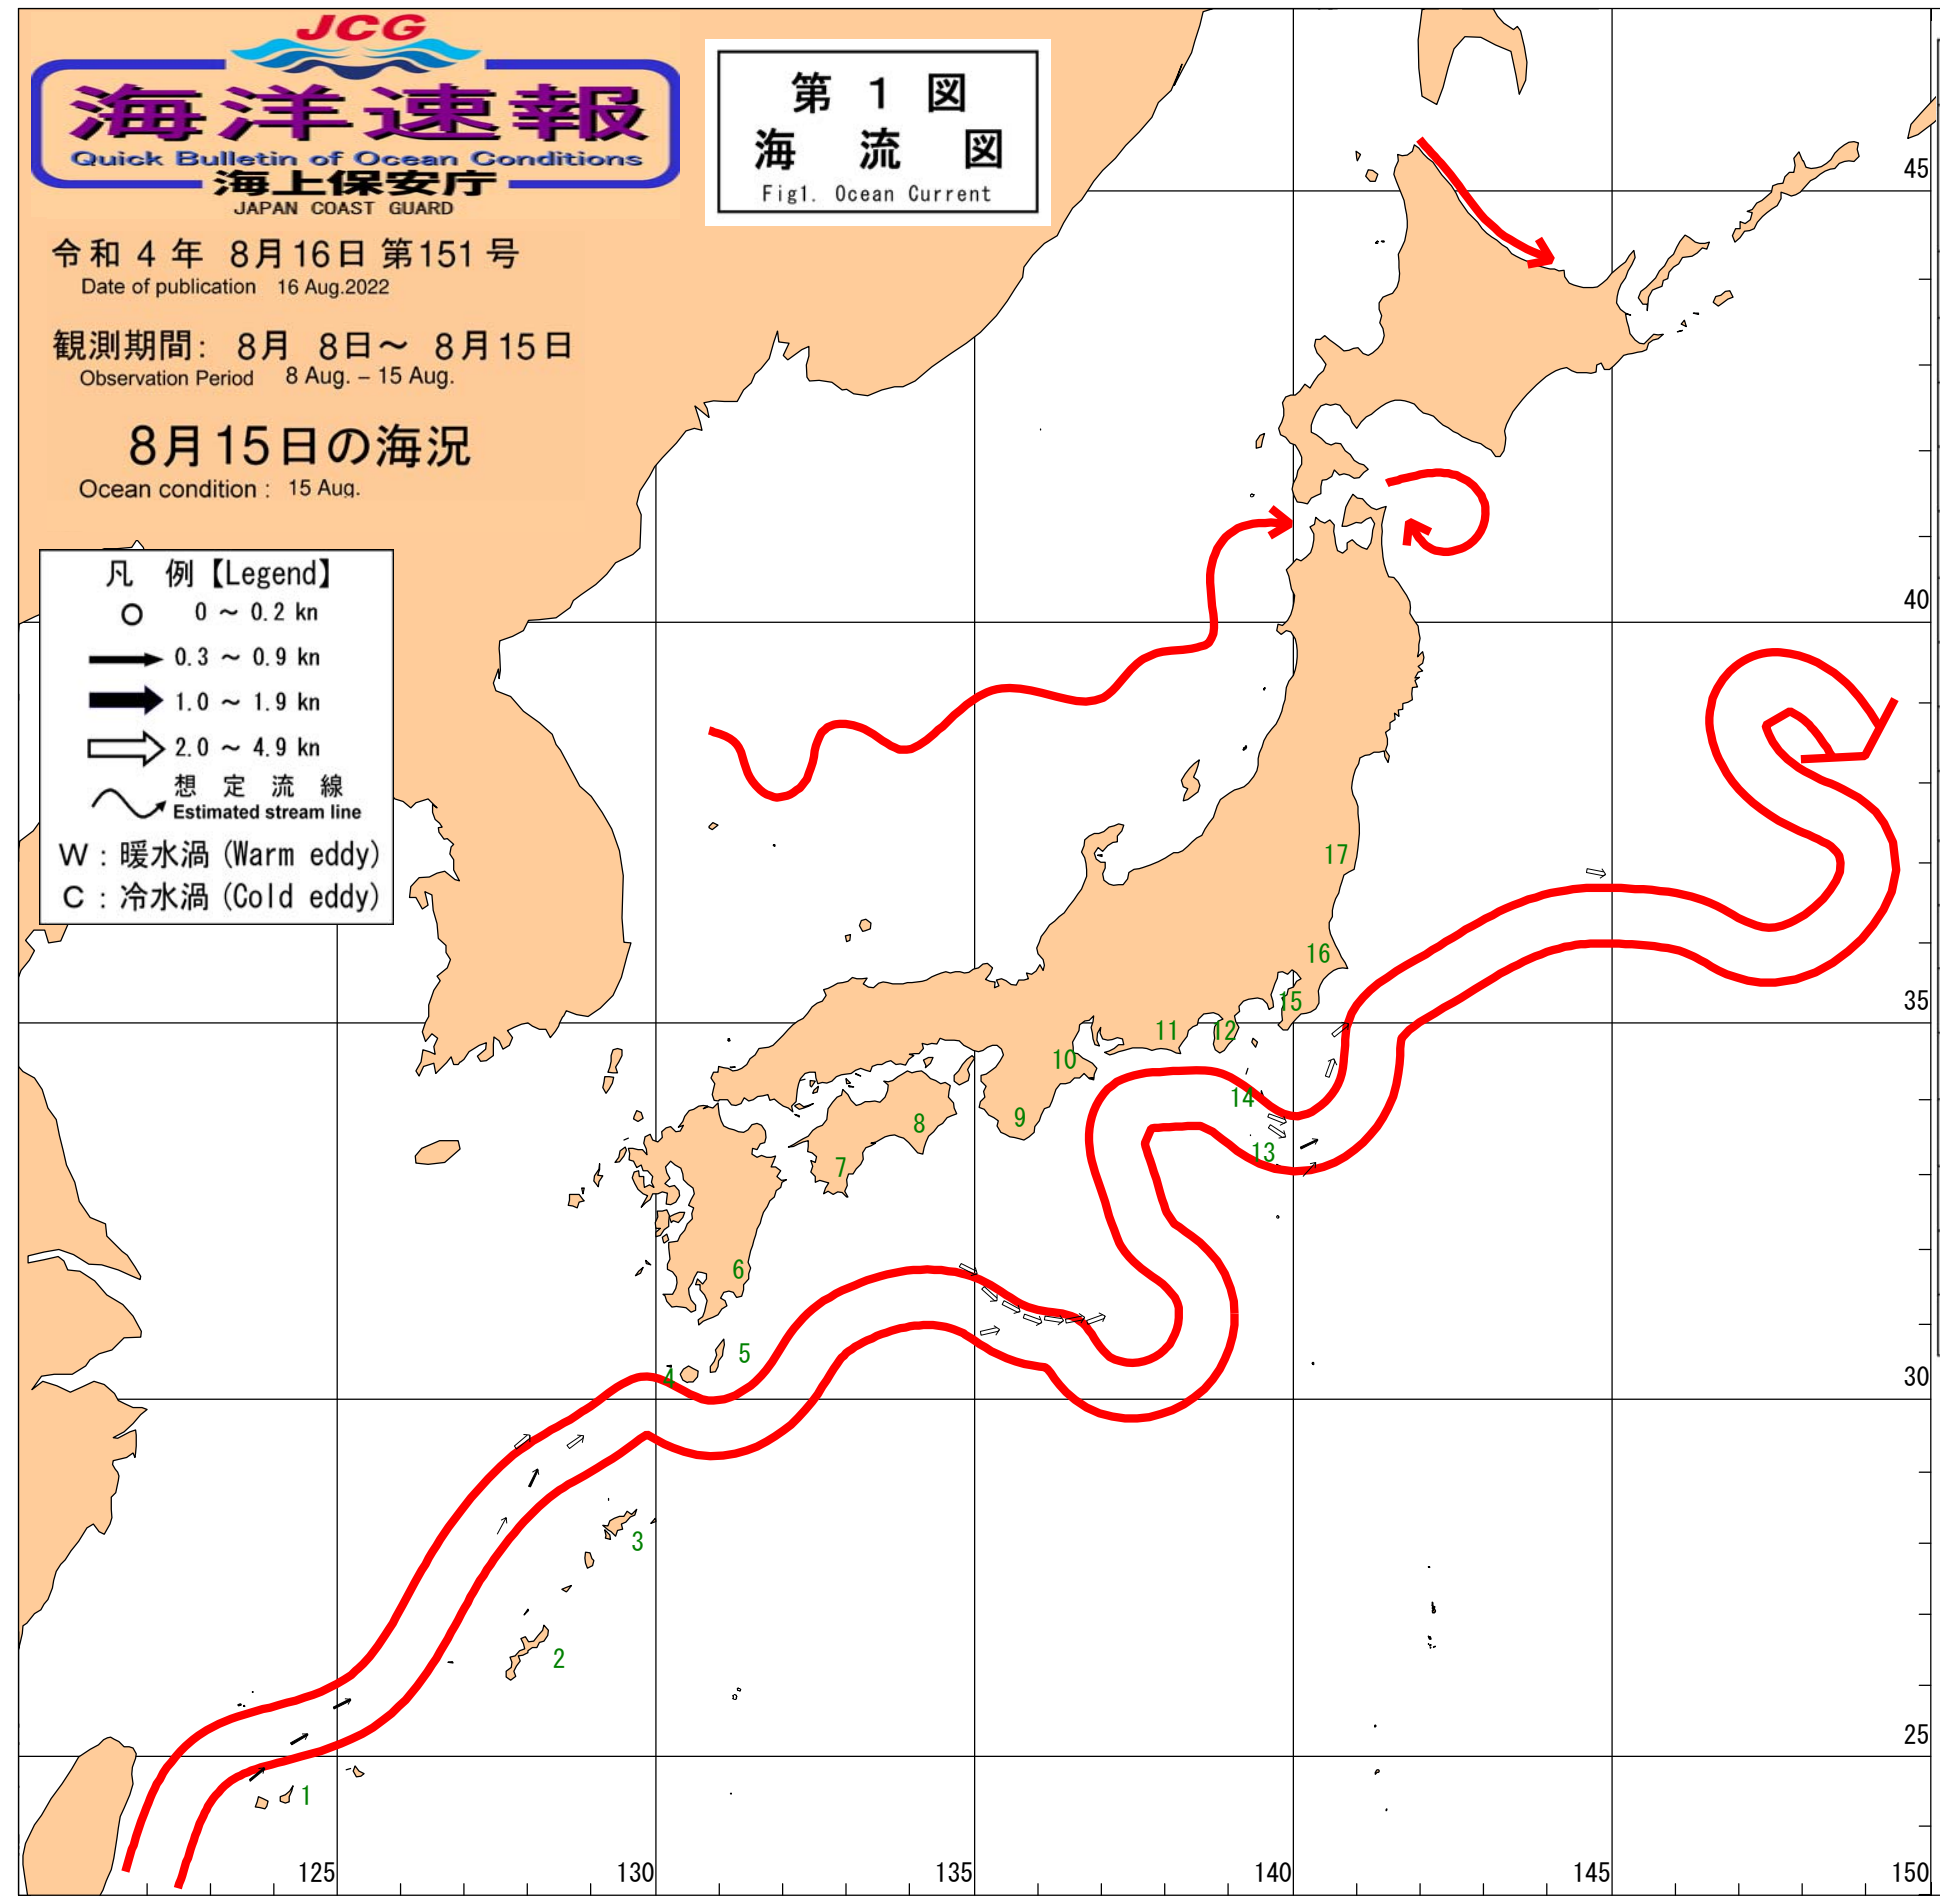 JCG
海洋速報
Quick Bulletin of Ocean Conditions
海上保安庁
JAPAN COAST GUARD
第 1 図
海 流 図
Fig1. Ocean Current
令和 4 年 8月16日 第151 号
Date of publication 16 Aug.2022
観測期間: 8月 8日～ 8月15日
Observation Period 8 Aug. – 15 Aug.
8月15日の海況
Ocean condition : 15 Aug.
凡 例【Legend】
0 ～ 0.2 kn
0.3 ～ 0.9 kn
1.0 ～ 1.9 kn
2.0 ～ 4.9 kn
想 定 流 線
Estimated stream line
W : 暖水渦 (Warm eddy)
C : 冷水渦 (Cold eddy)
45
40
17
16
35
15
11
12
10
14
9
8
13
7
6
5
4
30
3
2
25
1
125
130
135
140
145
150